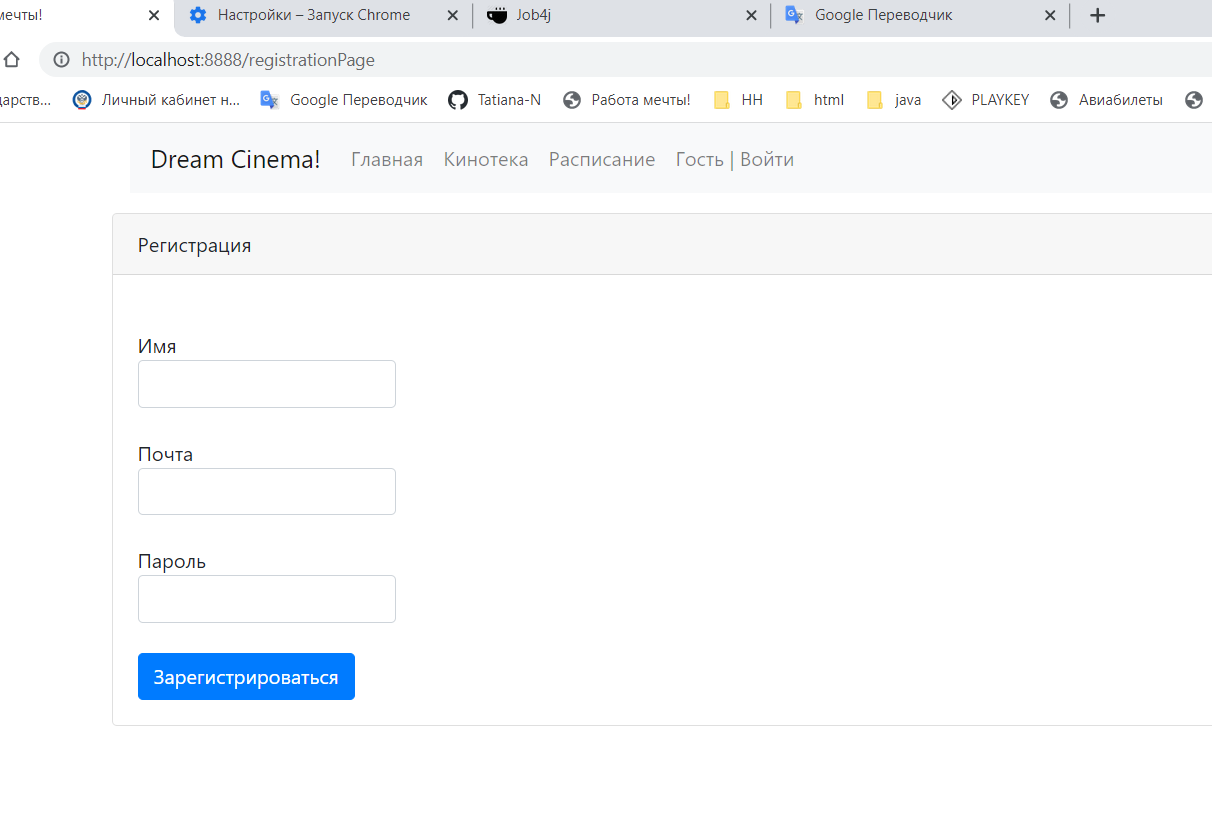 мечты! Настройки – Запуск Chrome Job4j Google Переводчик
http://localhost:8888/registrationPage
дарств... Личный кабинет н... Google Переводчик Tatiana-N Работа мечты! HH html java PLAYKEY Авиабилеты
Dream Cinema! Главная Кинотека Расписание Гость | Войти
Регистрация
Имя
Почта
Пароль
Зарегистрироваться